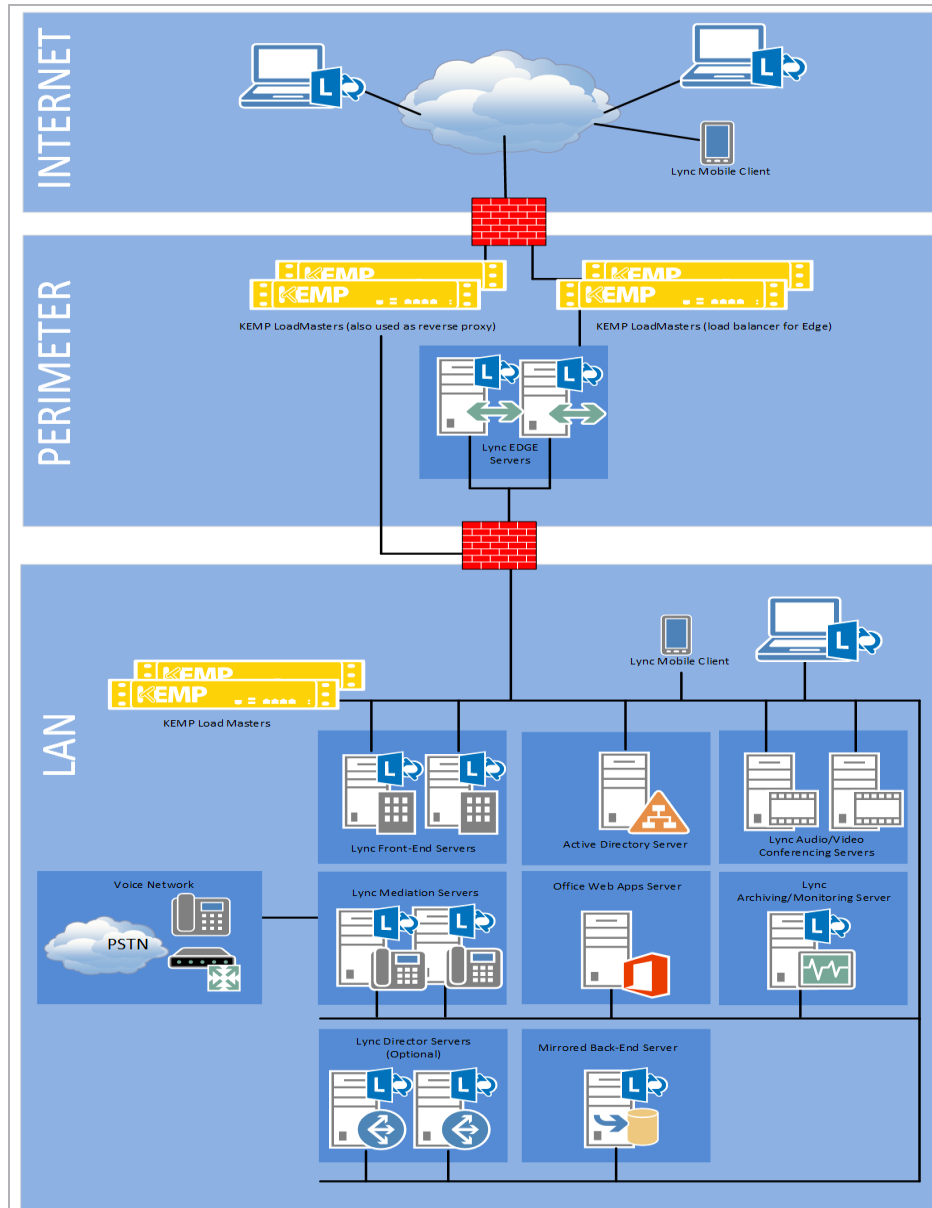 INTERNET
L
L
Lync Mobile Client
PERIMETER
KEMP
KEMP
KEMP
KEMP
KEMP LoadMasters (also used as reverse proxy)
KEMP LoadMasters (load balancer for Edge)
L
L
Lync EDGE
Servers
LAN
L
Lync Mobile Client
KEMP
KEMP
KEMP Load Masters
L
L
Lync Front-End Servers
Active Directory Server
Lync Audio/Video
Conferencing Servers
Voice Network
PSTN
Lync Mediation Servers
L
L
Office Web Apps Server
Lync
Archiving/Monitoring Server
L
Lync Director Servers
(Optional)
L
L
Mirrored Back-End Server
L